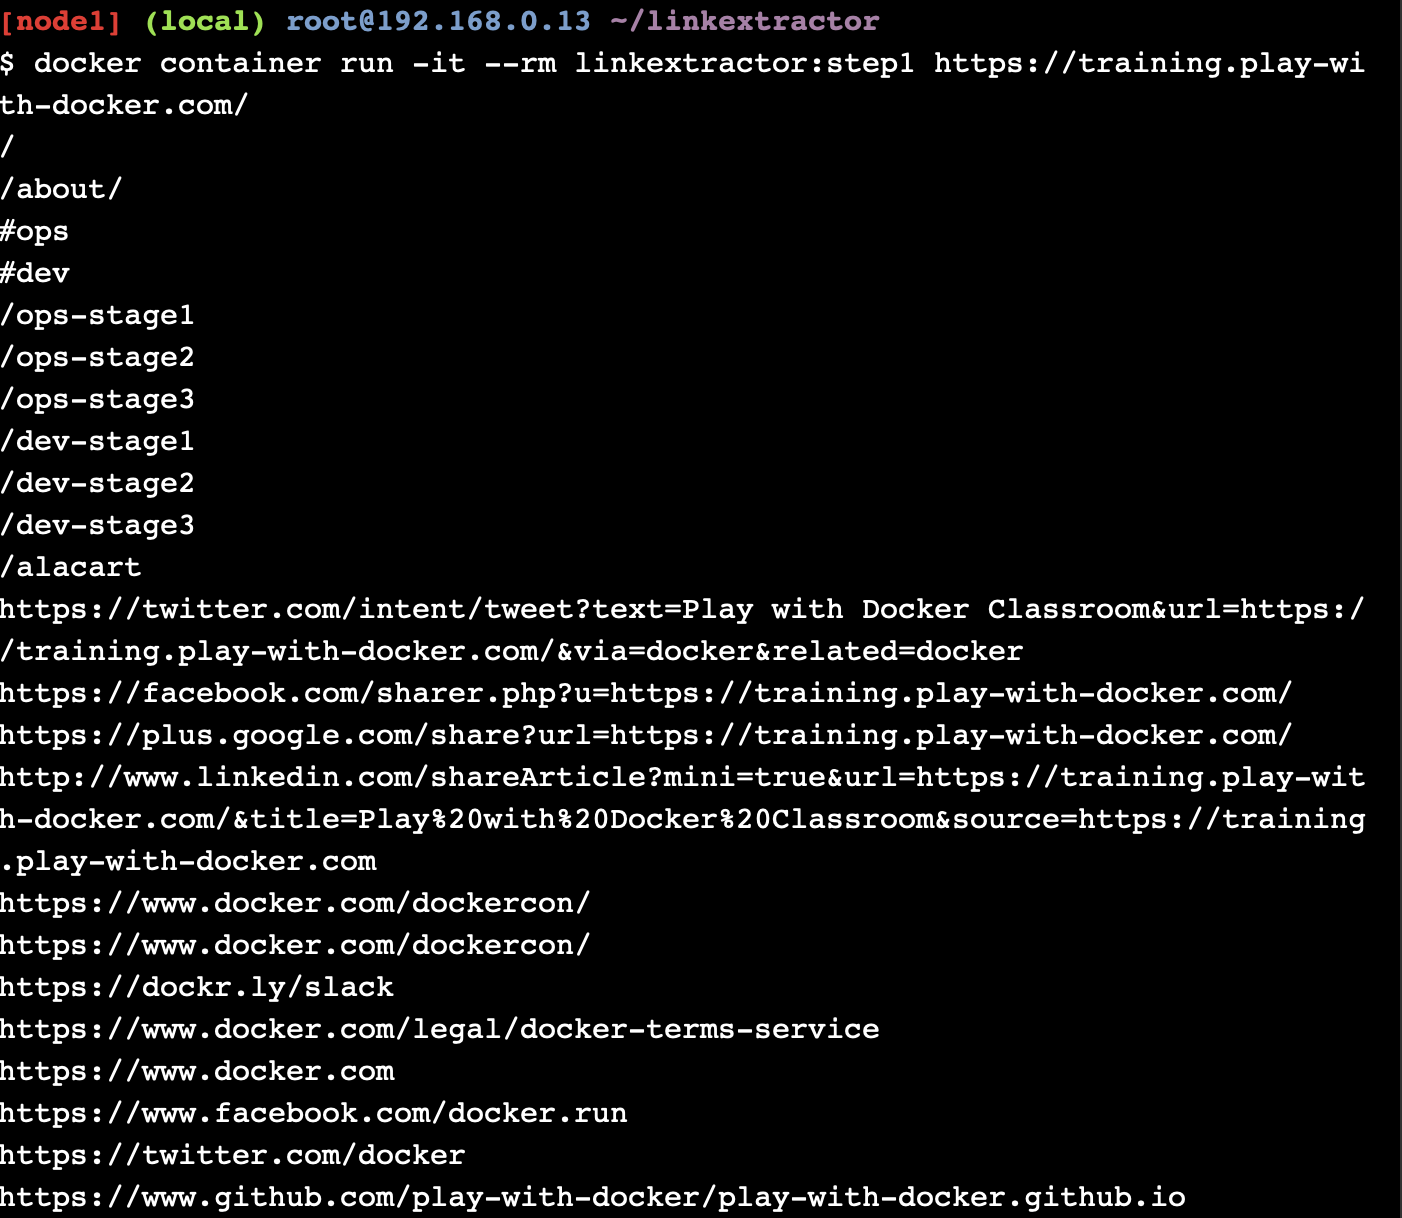 [node1] (local) root@192.168.0.13 ~/linkextractor
$ docker container run -it --rm linkextractor:step1 https://training.play-wi
th-docker.com/
/
/about/
#ops
#dev
/ops-stage1
/ops-stage2
/ops-stage3
/dev-stage1
/dev-stage2
/dev-stage3
/alacart
https://twitter.com/intent/tweet?text=Play with Docker Classroom&url=https:/
/training.play-with-docker.com/&via=docker&related=docker
https://facebook.com/sharer.php?u=https://training.play-with-docker.com/
https://plus.google.com/share?url=https://training.play-with-docker.com/
http://www.linkedin.com/shareArticle?mini=true&url=https://training.play-wit
h-docker.com/&title=Play%20with%20Docker%20Classroom&source=https://training
.play-with-docker.com
https://www.docker.com/dockercon/
https://www.docker.com/dockercon/
https://dockr.ly/slack
https://www.docker.com/legal/docker-terms-service
https://www.docker.com
https://www.facebook.com/docker.run
https://twitter.com/docker
https://www.github.com/play-with-docker/play-with-docker.github.io